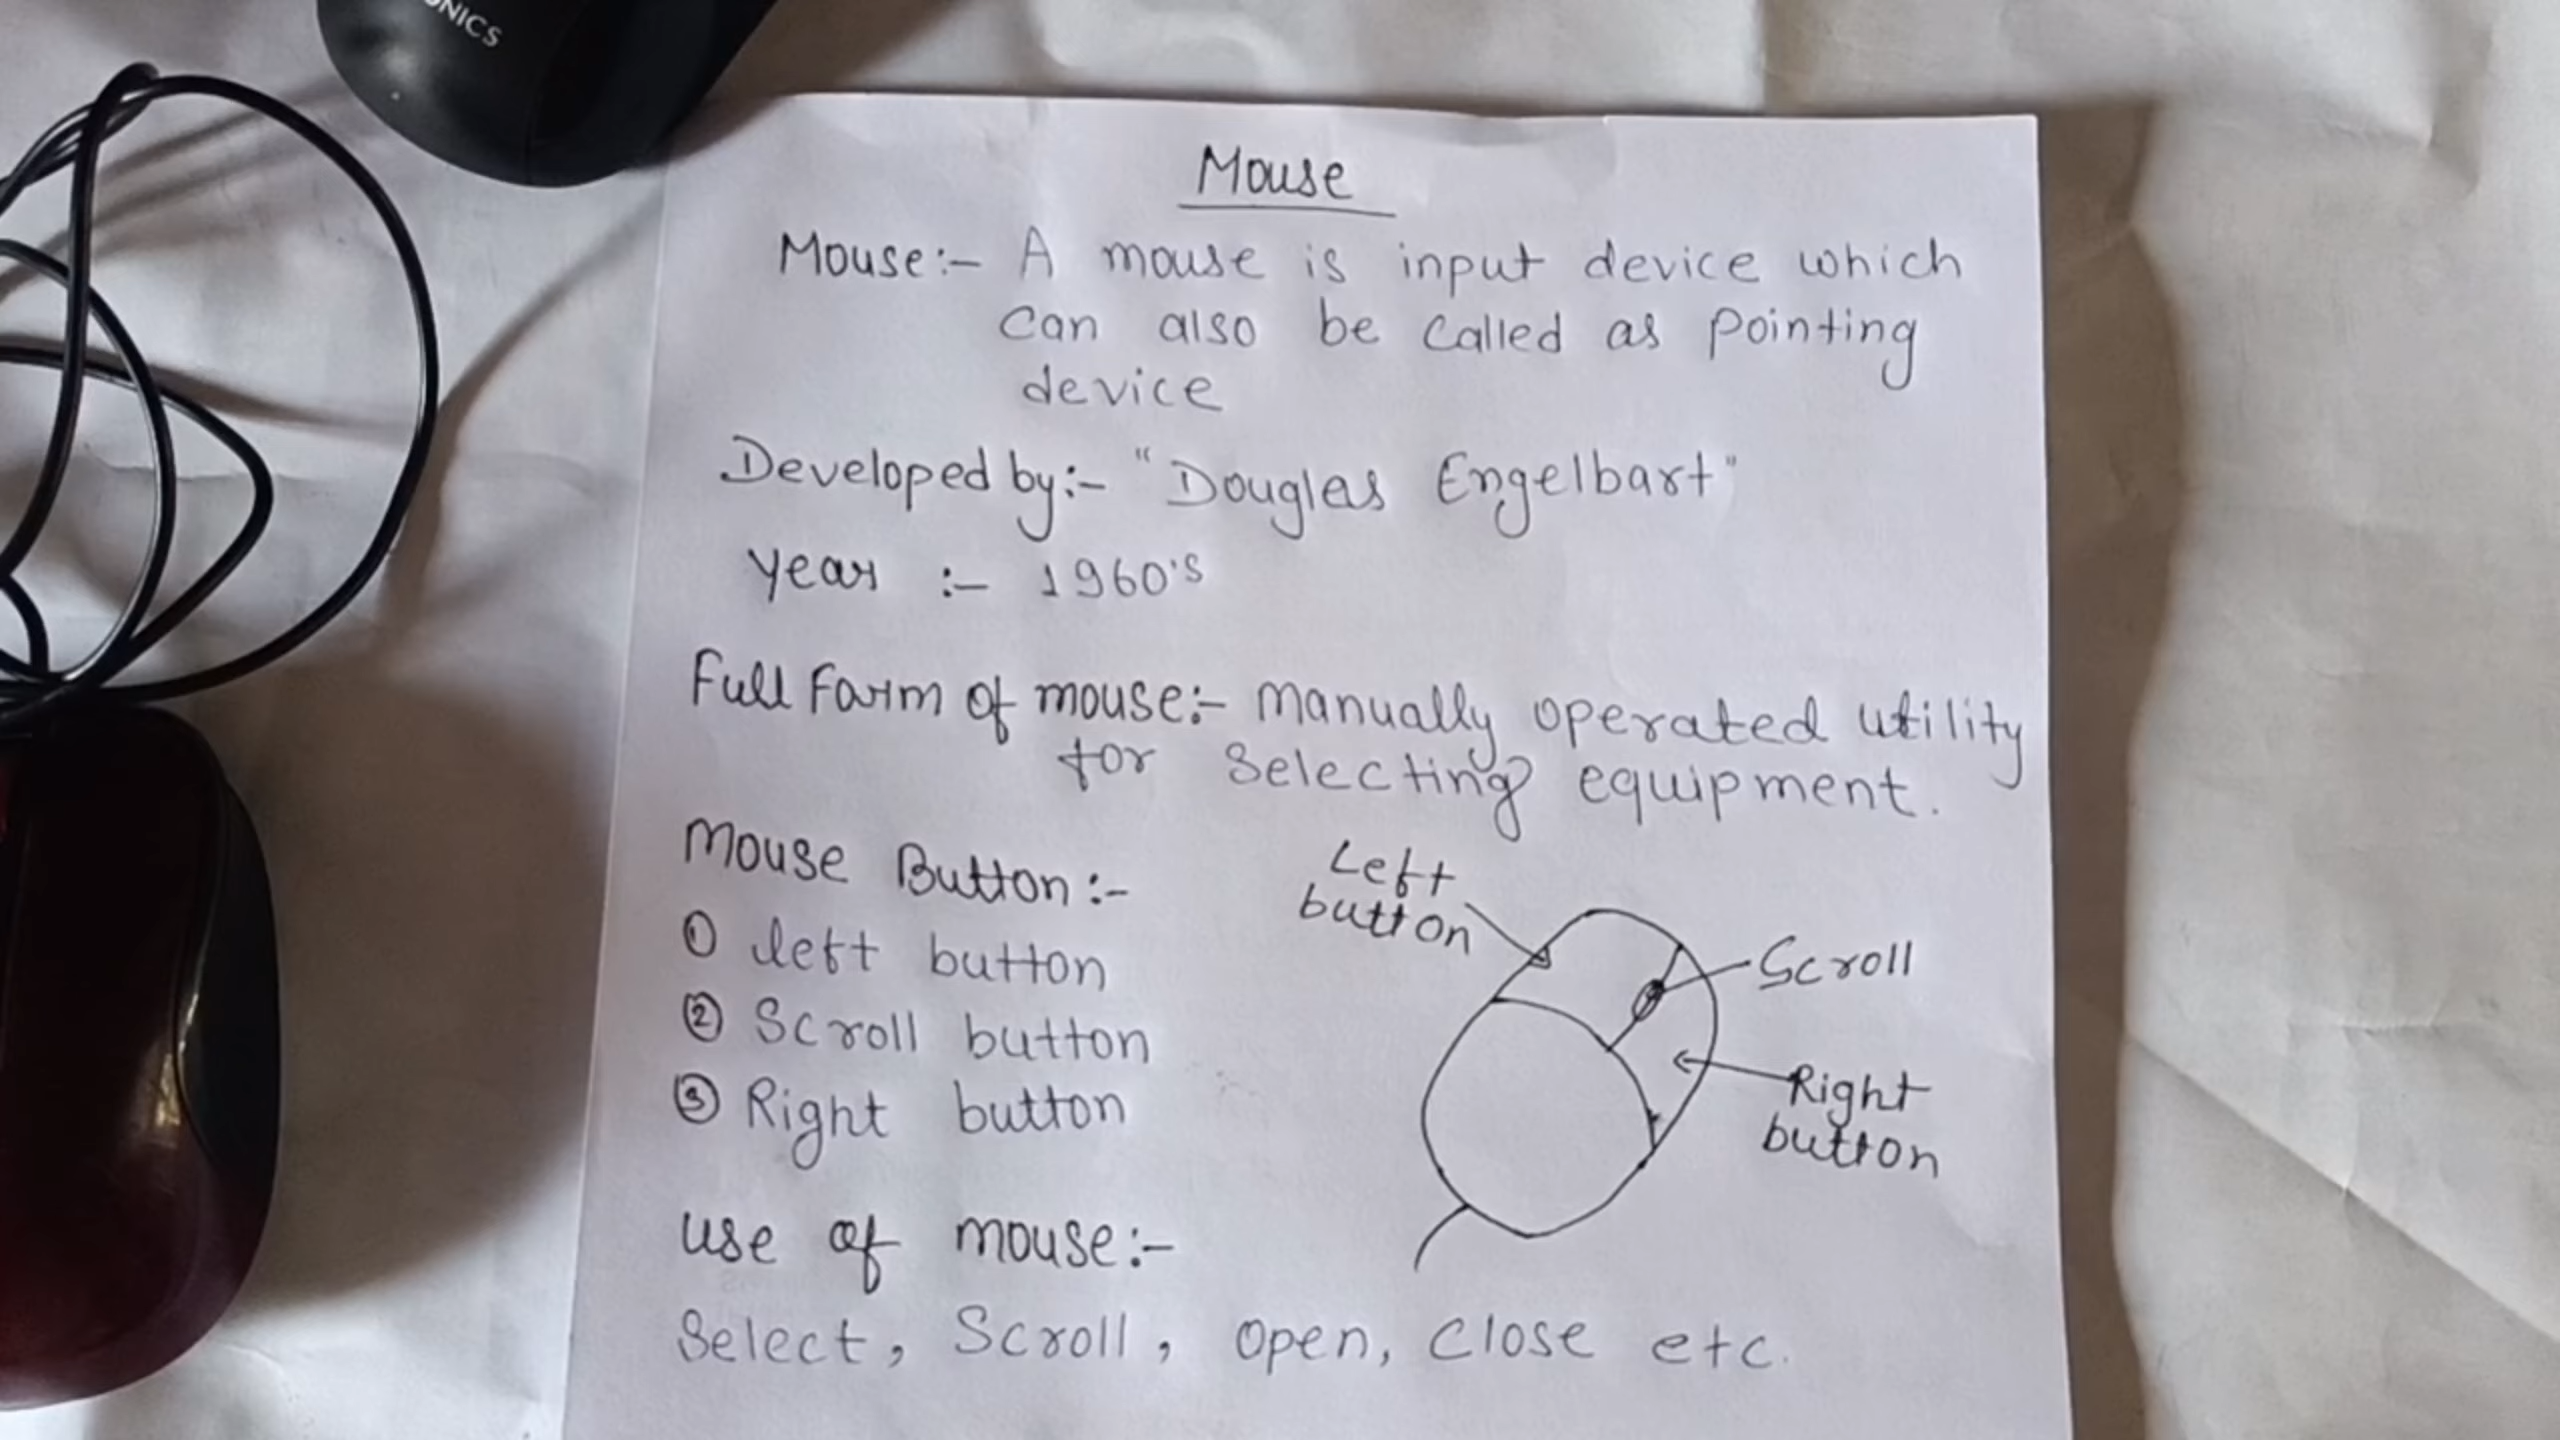 ONICS
Mouse
Mouse:- A mouse is input device which
can also be called as pointing
device
Developed by:- "Douglas Engelbart"
year :- 1960's
Full Farm of mouse:- Manually operated utility
for Selecting equipment.
Mouse Button:-
① left button
② Scroll button
③ Right button
Left
button
Scroll
Right
button
use of mouse:-
Select, Scroll, Open, Close etc.